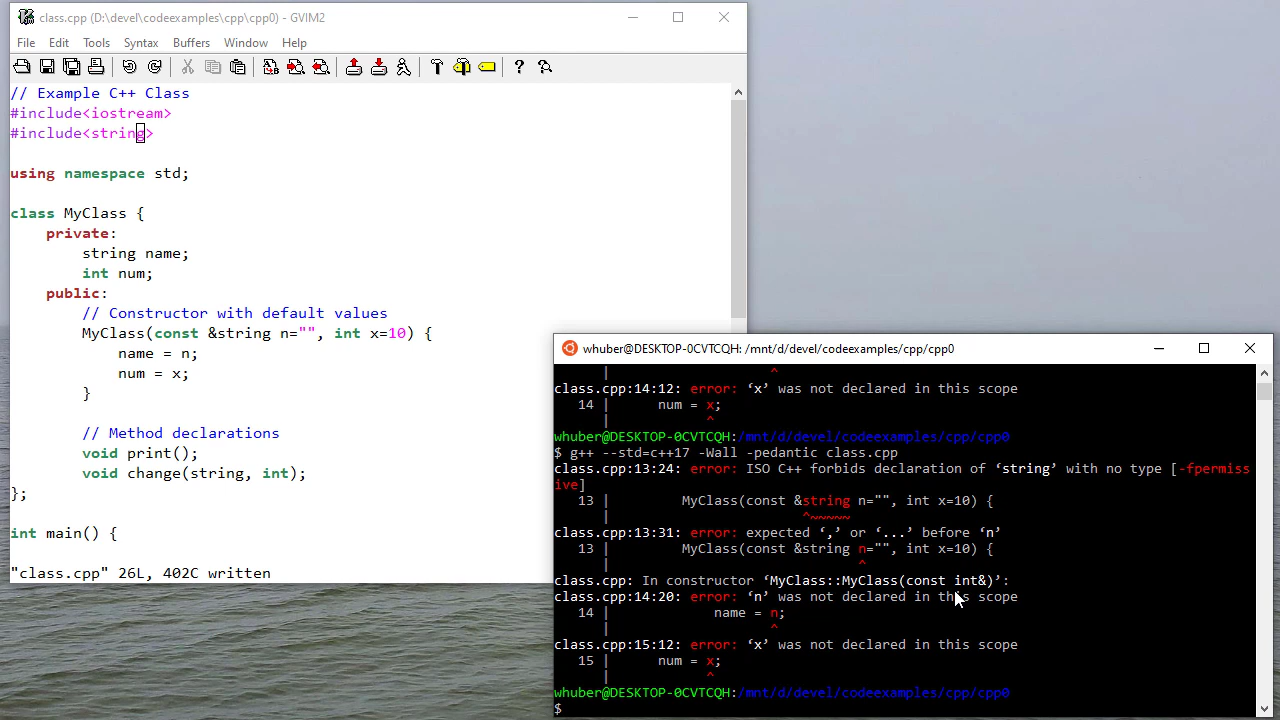 class.cpp (D:\devel\codeexamples\cpp\cpp0) - GVIM2
File Edit Tools Syntax Buffers Window Help
// Example C++ Class
#include<iostream>
#include<string>
using namespace std;
class MyClass {
private:
string name;
int num;
public:
// Constructor with default values
MyClass(const &string n="", int x=10) {
name = n;
num = x;
}
// Method declarations
void print();
void change(string, int);
};
int main() {
"class.cpp" 26L, 402C written
whuber@DESKTOP-0CVTCQH: /mnt/d/devel/codeexamples/cpp/cpp0
| ^
class.cpp:14:12: error: ‘x’ was not declared in this scope
14 | num = x;
| ^
whuber@DESKTOP-0CVTCQH:/mnt/d/devel/codeexamples/cpp/cpp0
$ g++ --std=c++17 -Wall -pedantic class.cpp
class.cpp:13:24: error: ISO C++ forbids declaration of ‘string’ with no type [-fpermiss
ive]
13 | MyClass(const &string n="", int x=10) {
| ^~~~~~
class.cpp:13:31: error: expected ‘,’ or ‘...’ before ‘n’
13 | MyClass(const &string n="", int x=10) {
| ^
class.cpp: In constructor ‘MyClass::MyClass(const int&)’:
class.cpp:14:20: error: ‘n’ was not declared in this scope
14 | name = n;
| ^
class.cpp:15:12: error: ‘x’ was not declared in this scope
15 | num = x;
| ^
whuber@DESKTOP-0CVTCQH:/mnt/d/devel/codeexamples/cpp/cpp0
$